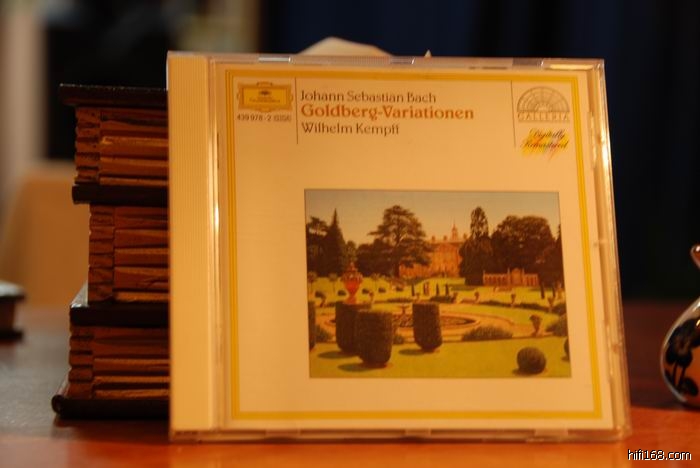 Johann Sebastian Bach
Goldberg-Variationen
Wilhelm Kempff
439 978-2 (GGA)
GALLERIA
Digitally
Remastered
hifi168.com